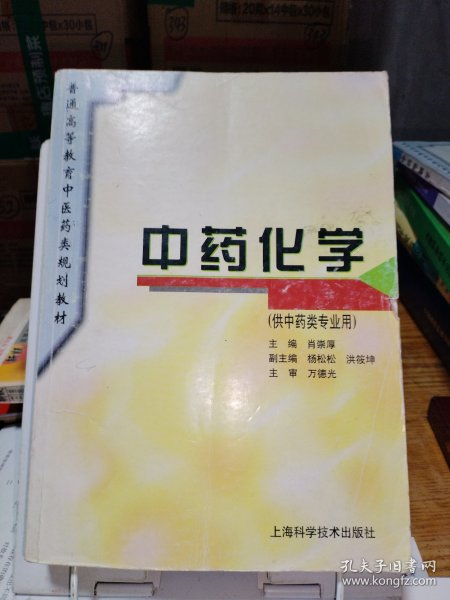 普通高等教育中医药类规划教材
中药化学
(供中药类专业用)
主 编 肖崇厚
副主编 杨松松 洪筱坤
主 审 万德光
上海科学技术出版社
孔夫子旧书网
www.kongfz.com